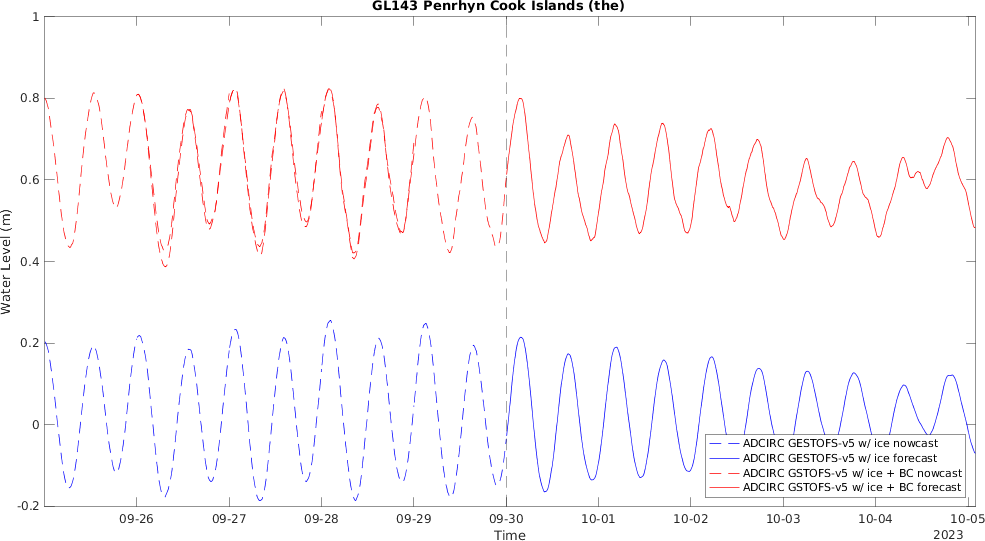 GL143 Penrhyn Cook Islands (the)
1
0.8
0.6
0.4
0.2
0
-0.2
Water Level (m)
09-26 09-27 09-28 09-29 09-30 10-01 10-02 10-03 10-04 10-05
Time
2023
ADCIRC GESTOFS-v5 w/ ice nowcast
ADCIRC GESTOFS-v5 w/ ice forecast
ADCIRC GSTOFS-v5 w/ ice + BC nowcast
ADCIRC GSTOFS-v5 w/ ice + BC forecast